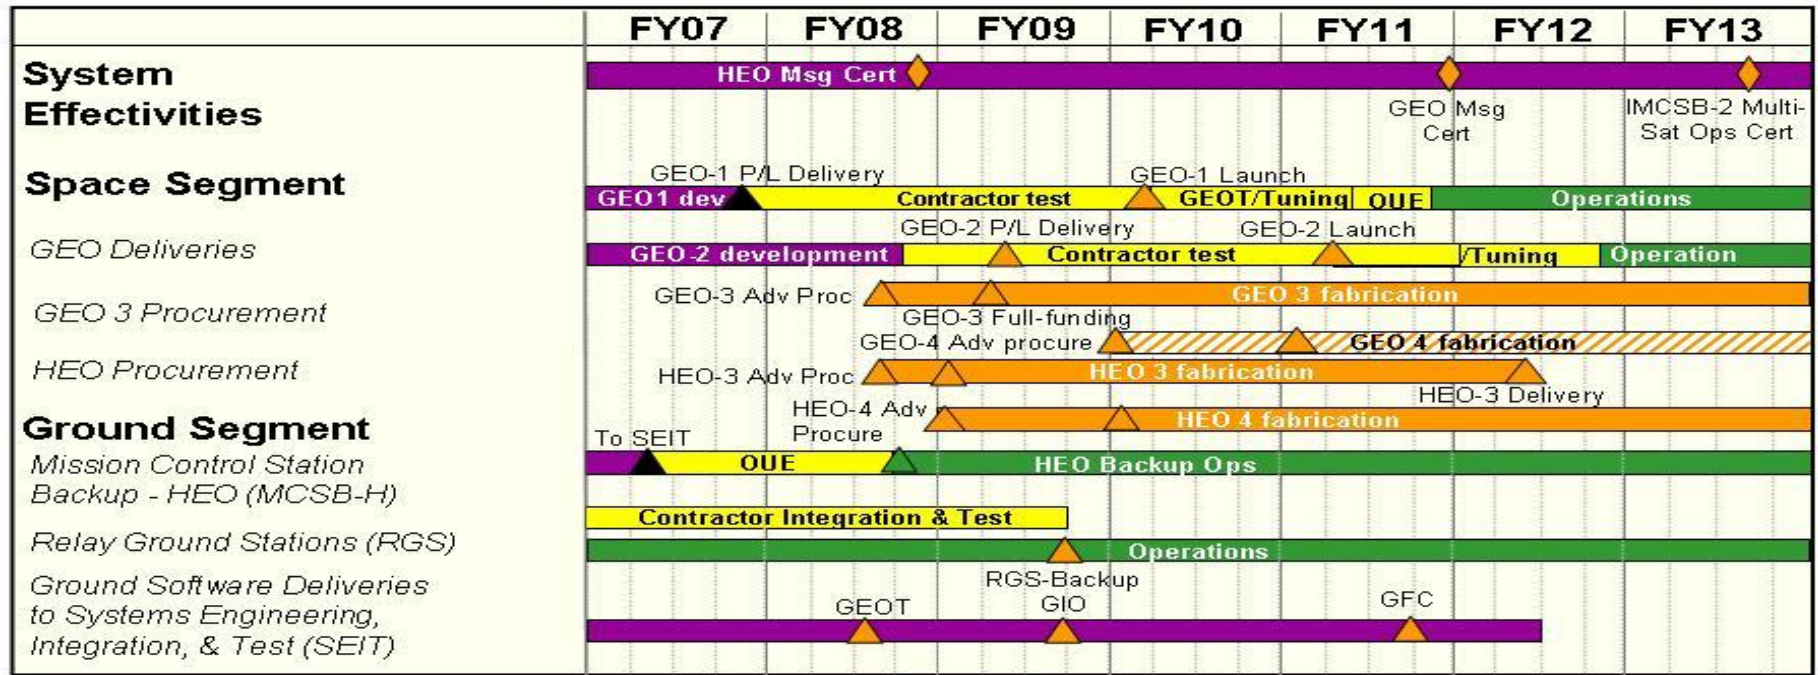 FY07 FY08 FY09 FY10 FY11 FY12 FY13
System
Effectivities
HEO Msg Cert
GEO Msg
Cert
IMCSB-2 Multi-
Sat Ops Cert
Space Segment
GEO-1 P/L Delivery
GEO-1 Launch
GEO1 dev
Contractor test
GEOT/Tuning
OUE
Operations
GEO Deliveries
GEO-2 P/L Delivery
GEO-2 Launch
GEO-2 development
Contractor test
/Tuning
Operation
GEO 3 Procurement
GEO-3 Adv Proc
GEO 3 fabrication
GEO-3 Full-funding
GEO-4 Adv procure
GEO 4 fabrication
HEO Procurement
HEO-3 Adv Proc
HEO 3 fabrication
HEO-3 Delivery
HEO-4 Adv
Procure
HEO 4 fabrication
Ground Segment
Mission Control Station
Backup - HEO (MCSB-H)
To SEIT
OUE
HEO Backup Ops
Contractor Integration & Test
Relay Ground Stations (RGS)
Operations
RGS-Backup
Ground Software Deliveries
to Systems Engineering,
Integration, & Test (SEIT)
GEOT
GIO
GFC